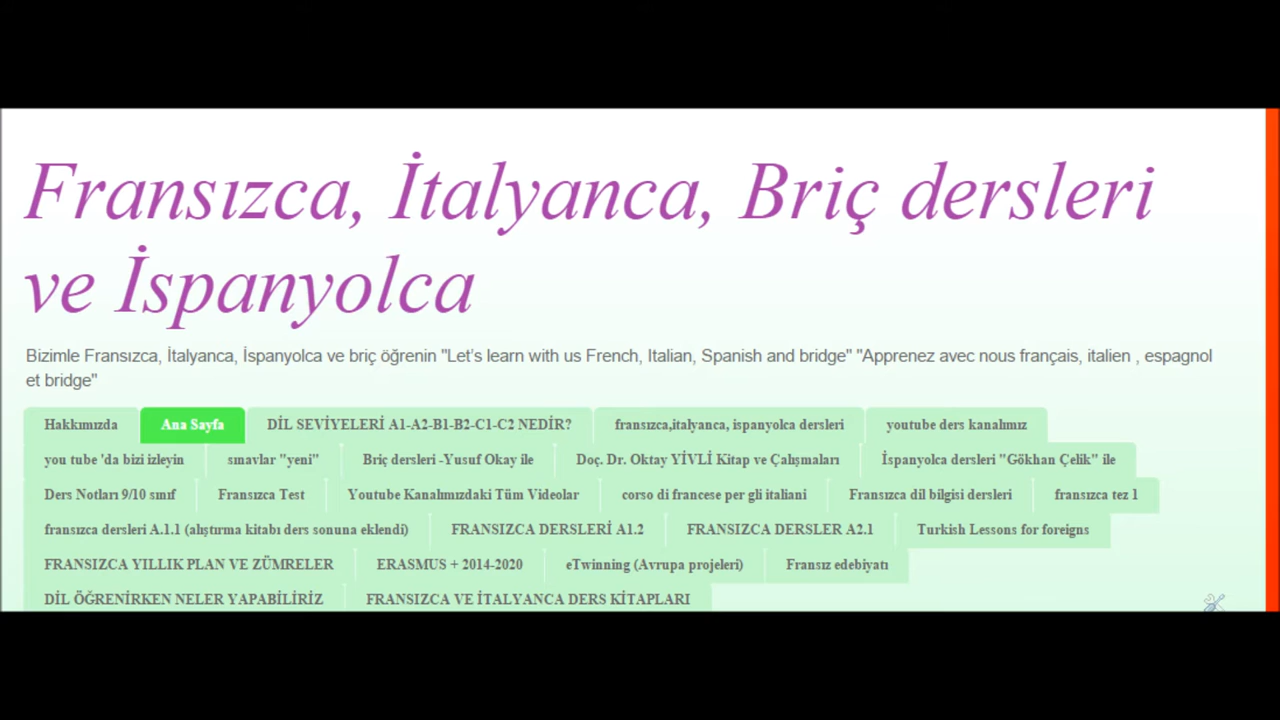 Fransızca, İtalyanca, Briç dersleri
ve İspanyolca
Bizimle Fransızca, İtalyanca, İspanyolca ve briç öğrenin "Let's learn with us French, Italian, Spanish and bridge" "Apprenez avec nous français, italien , espagnol
et bridge"
Hakkımızda Ana Sayfa DİL SEVİYELERİ A1-A2-B1-B2-C1-C2 NEDİR? fransızca,italyanca, ispanyolca dersleri youtube ders kanalımız
you tube 'da bizi izleyin sınavlar "yeni" Briç dersleri -Yusuf Okay ile Doç. Dr. Oktay YİVLİ Kitap ve Çalışmaları İspanyolca dersleri "Gökhan Çelik" ile
Ders Notları 9/10 sınıf Fransızca Test Youtube Kanalımızdaki Tüm Videolar corso di francese per gli italiani Fransızca dil bilgisi dersleri fransızca tez 1
fransızca dersleri A.1.1 (alıştırma kitabı ders sonuna eklendi) FRANSIZCA DERSLERİ A1.2 FRANSIZCA DERSLER A2.1 Turkish Lessons for foreigns
FRANSIZCA YILLIK PLAN VE ZÜMRELER ERASMUS + 2014-2020 eTwinning (Avrupa projeleri) Fransız edebiyatı
DİL ÖĞRENİRKEN NELER YAPABİLİRİZ FRANSIZCA VE İTALYANCA DERS KİTAPLARI